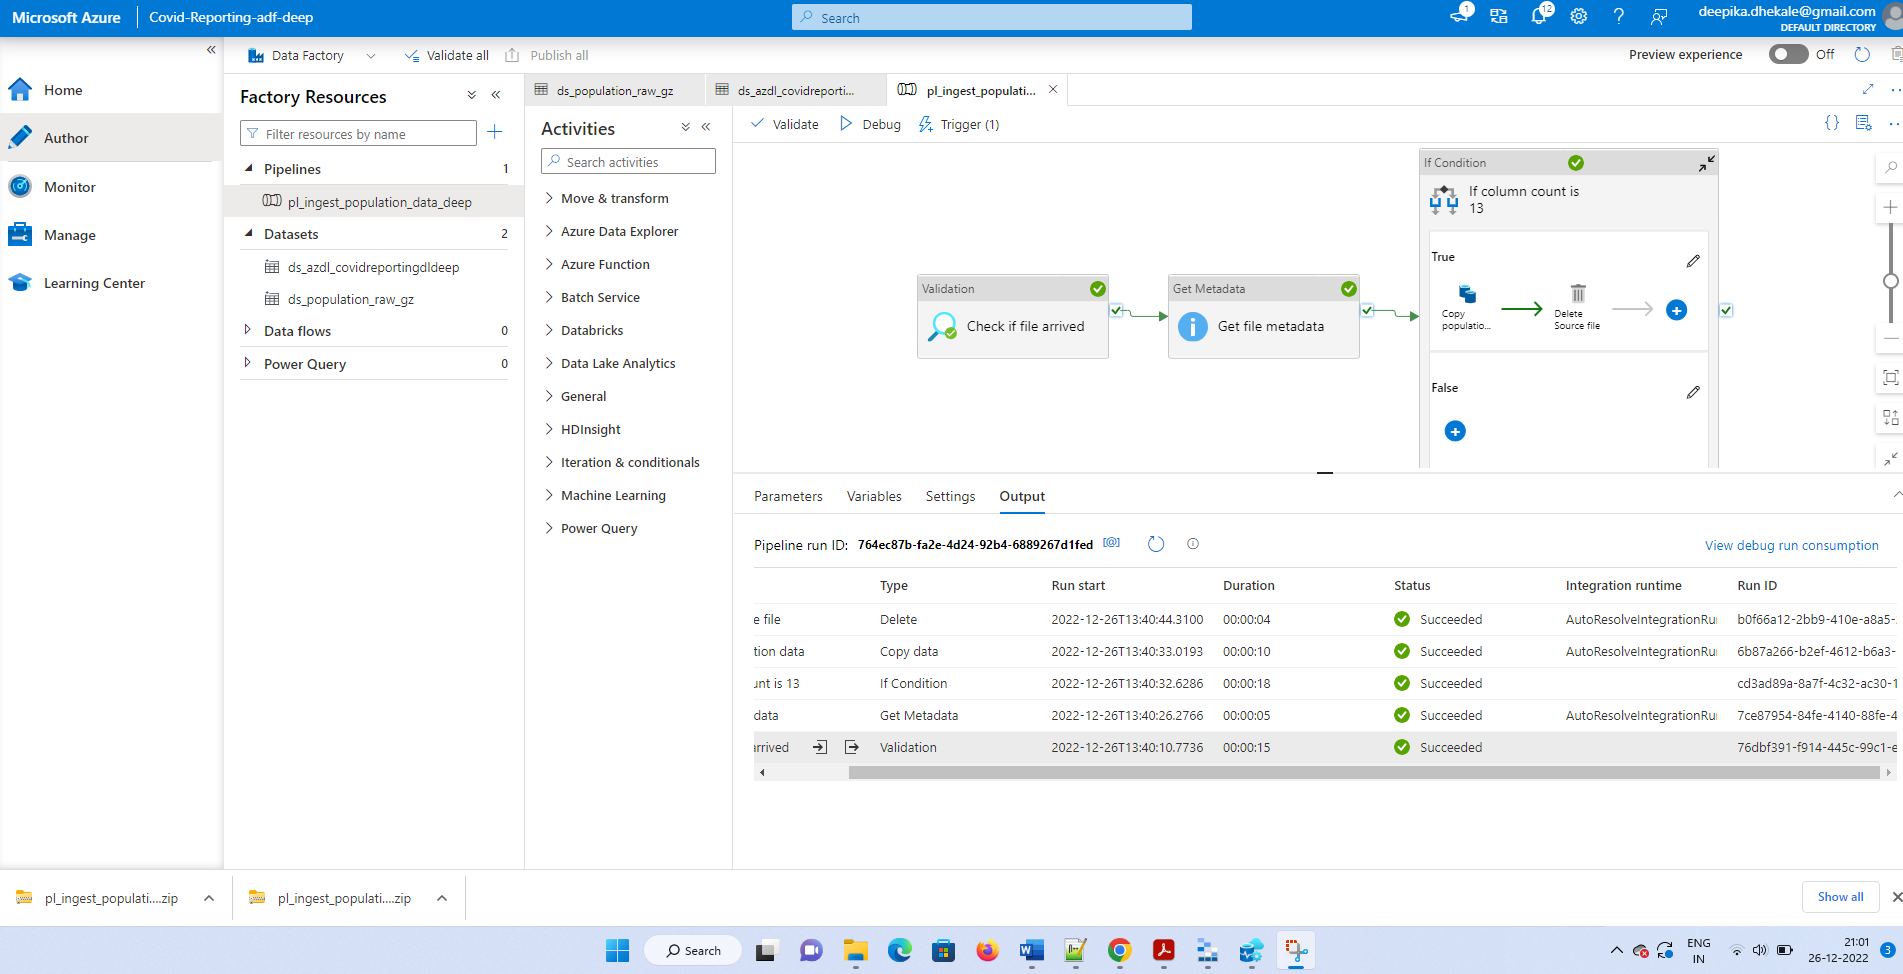 Microsoft Azure
Covid-Reporting-adf-deep
Search
1
12
deepika.dhekale@gmail.com
DEFAULT DIRECTORY
Data Factory
Validate all
Publish all
Preview experience
Off
Home
Author
Monitor
Manage
Learning Center
Factory Resources
Filter resources by name
Pipelines
1
pl_ingest_population_data_deep
Datasets
2
ds_azdl_covidreportingdldeep
ds_population_raw_gz
Data flows
0
Power Query
0
ds_population_raw_gz
ds_azdl_covidreporti...
pl_ingest_populati...
Activities
Search activities
Move & transform
Azure Data Explorer
Azure Function
Batch Service
Databricks
Data Lake Analytics
General
HDInsight
Iteration & conditionals
Machine Learning
Power Query
Validate
Debug
Trigger (1)
Validation
Check if file arrived
Get Metadata
Get file metadata
If Condition
If column count is
13
True
Copy
populatio...
Delete
Source file
False
Parameters
Variables
Settings
Output
Pipeline run ID: 764ec87b-fa2e-4d24-92b4-6889267d1fed
View debug run consumption
Type Run start Duration Status Integration runtime Run ID
e file Delete 2022-12-26T13:40:44.3100 00:00:04 Succeeded AutoResolveIntegrationRu b0f66a12-2bb9-410e-a8a5-
tion data Copy data 2022-12-26T13:40:33.0193 00:00:10 Succeeded AutoResolveIntegrationRu 6b87a266-b2ef-4612-b6a3-
unt is 13 If Condition 2022-12-26T13:40:32.6286 00:00:18 Succeeded cd3ad89a-8a7f-4c32-ac30-1
data Get Metadata 2022-12-26T13:40:26.2766 00:00:05 Succeeded AutoResolveIntegrationRu 7ce87954-84fe-4140-88fe-4
arrived Validation 2022-12-26T13:40:10.7736 00:00:15 Succeeded 76dbf391-f914-445c-99c1-e
pl_ingest_populati....zip
pl_ingest_populati....zip
Show all
Search
ENG
IN
21:01
26-12-2022
3